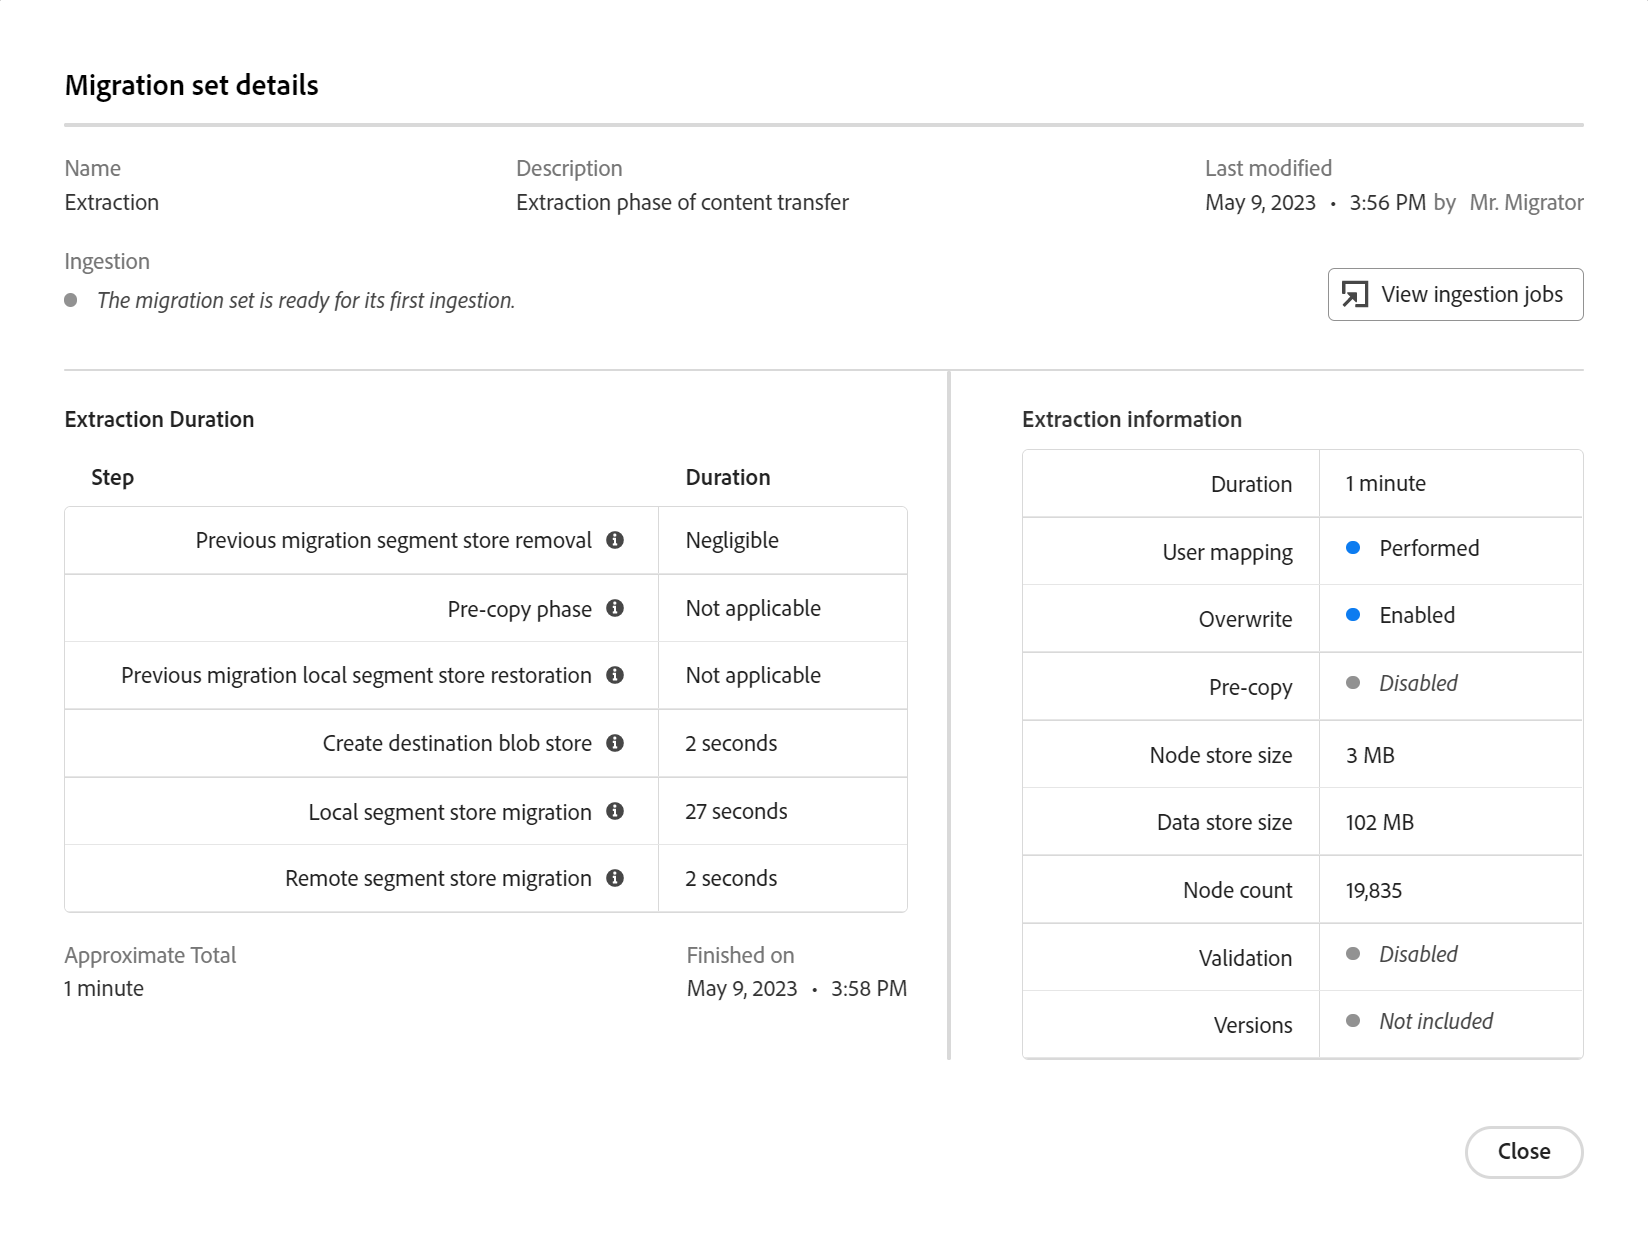 Migration set details
Name
Extraction
Description
Extraction phase of content transfer
Last modified
May 9, 2023 • 3:56 PM by Mr. Migrator
Ingestion
The migration set is ready for its first ingestion.
View ingestion jobs
Extraction Duration
Step Duration
Previous migration segment store removal Negligible
Pre-copy phase Not applicable
Previous migration local segment store restoration Not applicable
Create destination blob store 2 seconds
Local segment store migration 27 seconds
Remote segment store migration 2 seconds
Approximate Total
1 minute
Finished on
May 9, 2023 • 3:58 PM
Extraction information
Duration 1 minute
User mapping Performed
Overwrite Enabled
Pre-copy Disabled
Node store size 3 MB
Data store size 102 MB
Node count 19,835
Validation Disabled
Versions Not included
Close